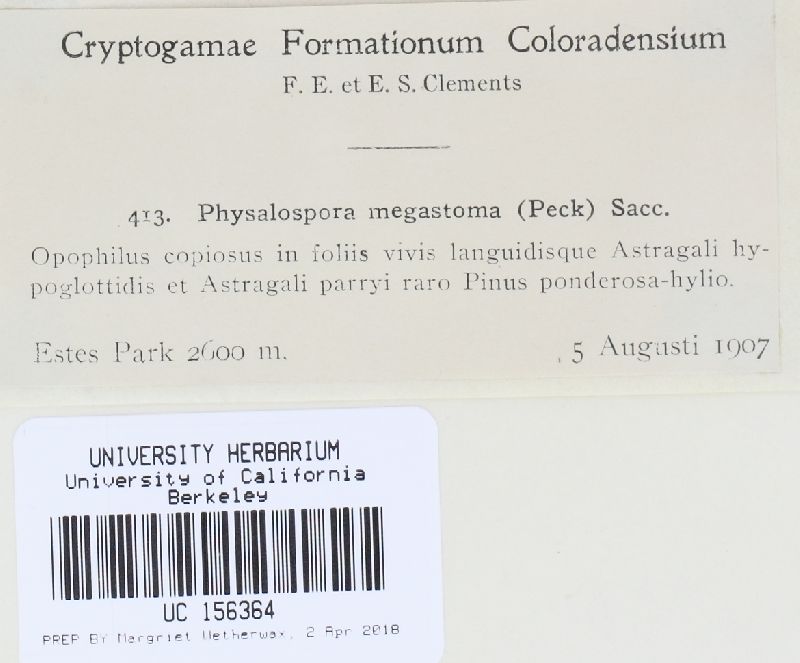 Cryptogamae Formationum Coloradensium
F. E. et E. S. Clements
413. Physalospora megastoma (Peck) Sacc.
Opophilus copiosus in foliis vivis languidisque Astragali hy-
poglottidis et Astragali parryi raro Pinus ponderosa-hylio.
Estes Park 2600 m. 5 Augusti 1907
UNIVERSITY HERBARIUM
University of California
Berkeley
UC 156364
PREP BY Margriet Wetherwax, 2 Apr 2018